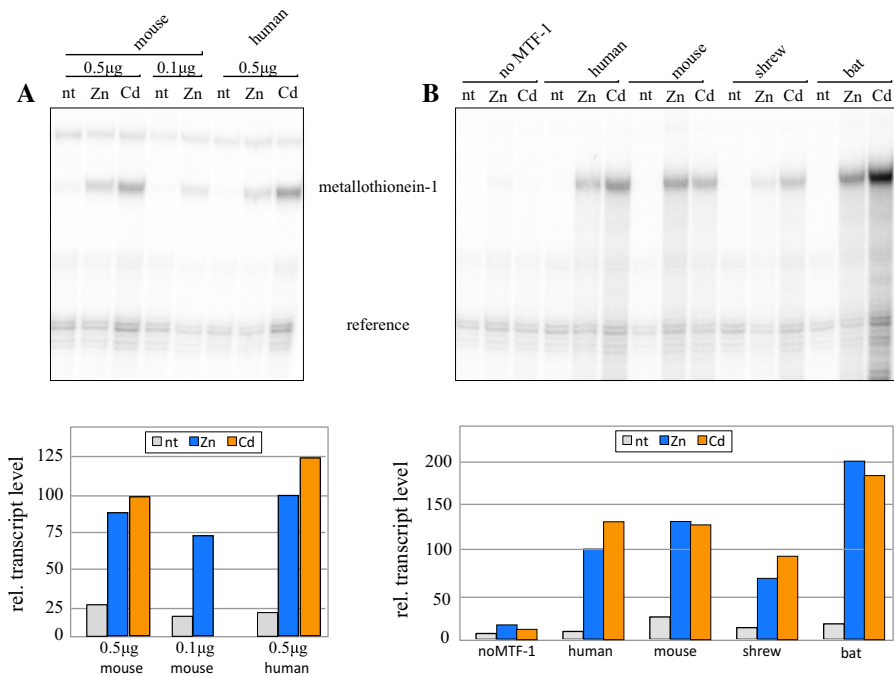 mouse human
0.5μg 0.1μg 0.5μg
A nt Zn Cd nt Zn nt Zn Cd
metallothionein-1
reference
no MTF-1 human mouse shrew bat
B nt Zn Cd nt Zn Cd nt Zn Cd nt Zn Cd nt Zn Cd
nt Zn Cd
rel. transcript level
125
100
75
50
25
0
0.5μg 0.1μg 0.5μg
mouse mouse human
nt Zn Cd
rel. transcript level
200
150
100
50
0
noMTF-1 human mouse shrew bat